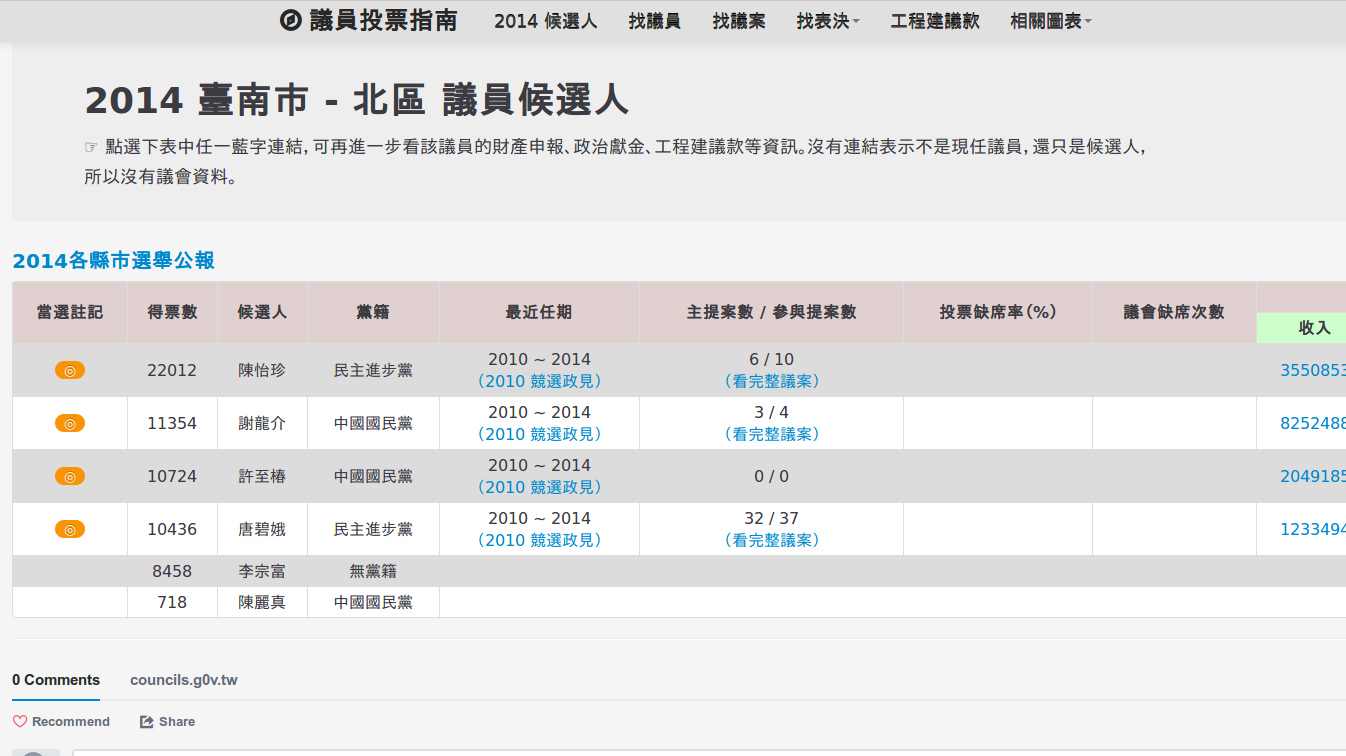 議員投票指南 2014 候選人 找議員 找議案 找表決 工程建議款 相關圖表
2014 臺南市 - 北區 議員候選人
☞ 點選下表中任一藍字連結，可再進一步看該議員的財產申報、政治獻金、工程建議款等資訊。沒有連結表示不是現任議員，還只是候選人，
所以沒有議會資料。
2014各縣市選舉公報
當選註記 得票數 候選人 黨籍 最近任期 主提案數 / 參與提案數 投票缺席率(%) 議會缺席次數
收入
◎ 22012 陳怡珍 民主進步黨 2010 ~ 2014 6 / 10 3550853
（2010 競選政見） （看完整議案）
◎ 11354 謝龍介 中國國民黨 2010 ~ 2014 3 / 4 8252488
（2010 競選政見） （看完整議案）
◎ 10724 許至椿 中國國民黨 2010 ~ 2014 0 / 0 2049185
（2010 競選政見）
◎ 10436 唐碧娥 民主進步黨 2010 ~ 2014 32 / 37 1233494
（2010 競選政見） （看完整議案）
8458 李宗富 無黨籍
718 陳麗真 中國國民黨
0 Comments councils.g0v.tw
Recommend Share